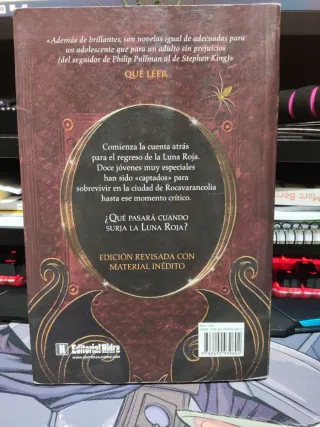 «Además de brillantes, son novelas igual de adecuadas para
un adolescente que para un adulto sin prejuicios
(del seguidor de Philip Pullman al de Stephen King)»
QUÉ LEER
Comienza la cuenta atrás
para el regreso de la Luna Roja.
Doce jóvenes muy especiales
han sido «captados» para
sobrevivir en la ciudad de Rocavarancolia
hasta ese momento crítico.
¿QUÉ PASARÁ CUANDO
SURJA LA LUNA ROJA?
EDICIÓN REVISADA CON
MATERIAL INÉDITO
Editorial Hidra